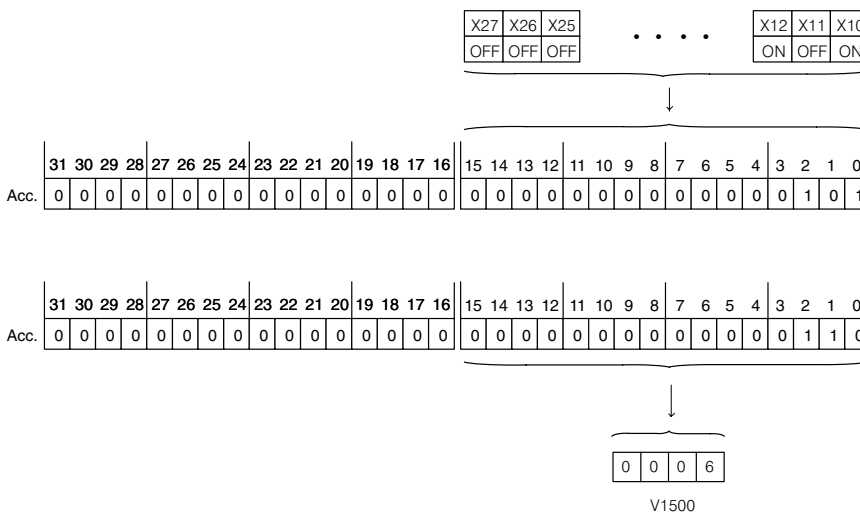 X27 X26 X25 X12 X11 X10
OFF OFF OFF ON OFF ON
31 30 29 28 27 26 25 24 23 22 21 20 19 18 17 16 15 14 13 12 11 10 9 8 7 6 5 4 3 2 1 0
Acc. 0 0 0 0 0 0 0 0 0 0 0 0 0 0 0 0 0 0 0 0 0 0 0 0 0 0 0 0 0 1 0 1
31 30 29 28 27 26 25 24 23 22 21 20 19 18 17 16 15 14 13 12 11 10 9 8 7 6 5 4 3 2 1 0
Acc. 0 0 0 0 0 0 0 0 0 0 0 0 0 0 0 0 0 0 0 0 0 0 0 0 0 0 0 0 0 1 1 0
0 0 0 6
V1500